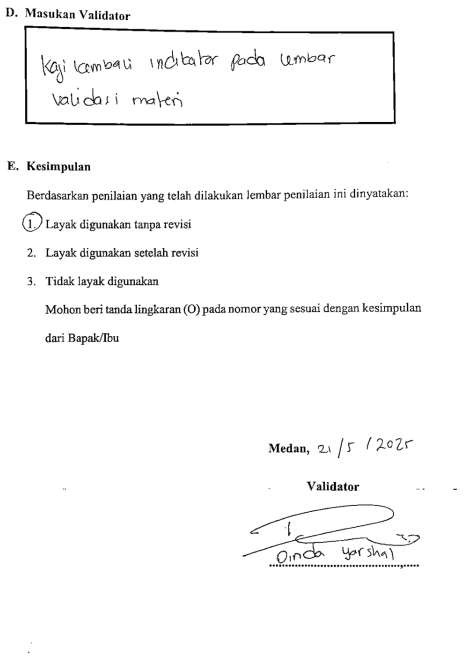 D. Masukan Validator
Kaji kembali indikator pada lembar
validasi materi
E. Kesimpulan
Berdasarkan penilaian yang telah dilakukan lembar penilaian ini dinyatakan:
1. Layak digunakan tanpa revisi
2. Layak digunakan setelah revisi
3. Tidak layak digunakan
Mohon beri tanda lingkaran (O) pada nomor yang sesuai dengan kesimpulan
dari Bapak/Ibu
Medan, 21/5/2025
Validator
Dinda Yarshal